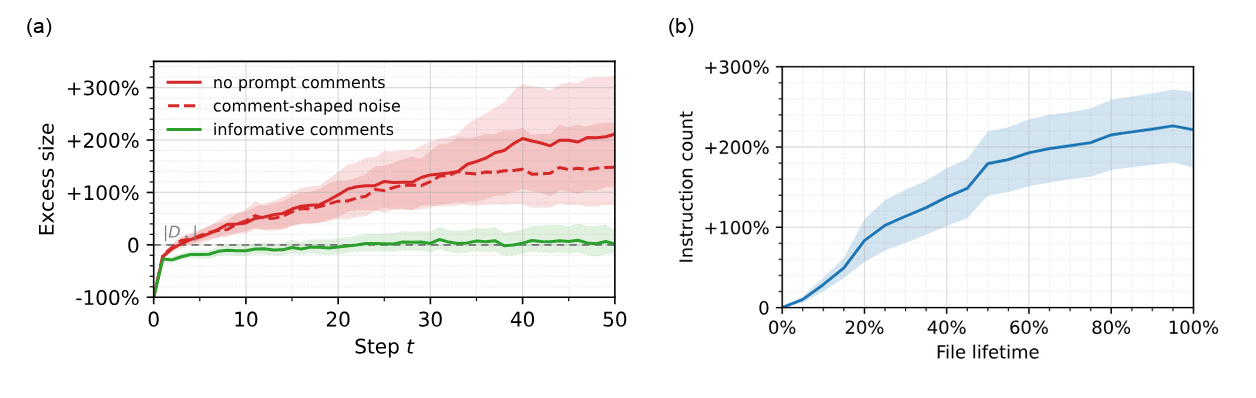 (a)
(b)
Excess size
+300%
+200%
+100%
0
-100%
no prompt comments
comment-shaped noise
informative comments
0
10
20
30
40
50
Step t
Instruction count
+300%
+200%
+100%
0
0%
20%
40%
60%
80%
100%
File lifetime